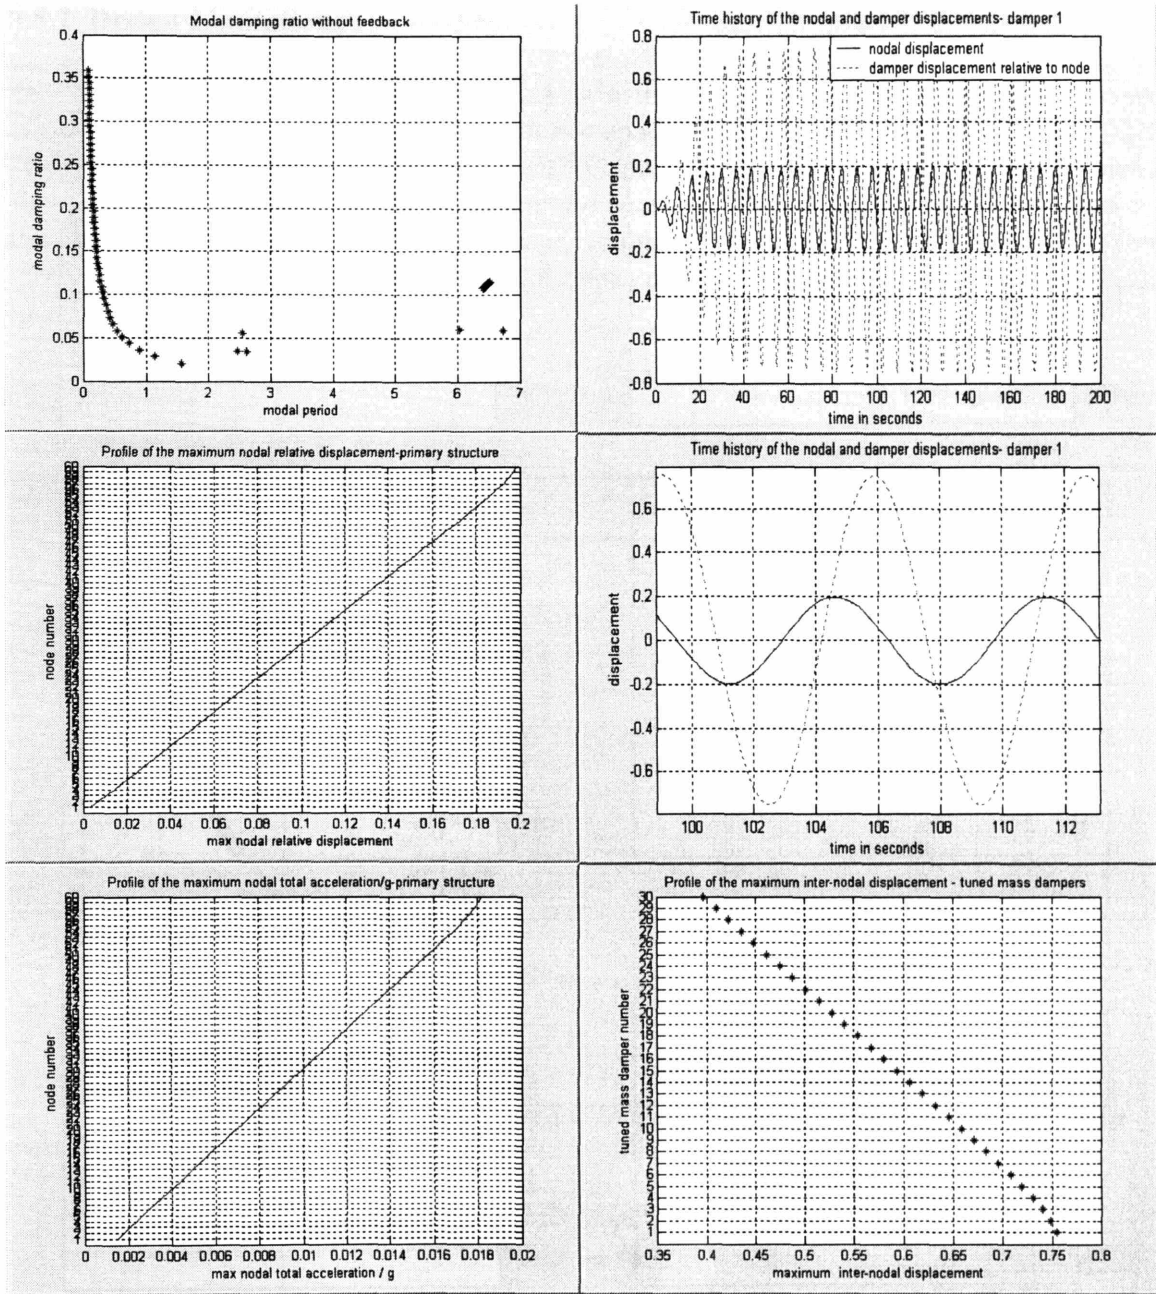 Modal damping ratio without feedback
0.4
0.35
0.3
0.25
0.2
0.15
0.1
0.05
0
modal damping ratio
0 1 2 3 4 5 6 7
modal period
Time history of the nodal and damper displacements- damper 1
nodal displacement
damper displacement relative to node
0.8
0.6
0.4
0.2
0
-0.2
-0.4
-0.6
-0.8
displacement
0 20 40 60 80 100 120 140 160 180 200
time in seconds
Profile of the maximum nodal relative displacement-primary structure
node number
0 0.02 0.04 0.06 0.08 0.1 0.12 0.14 0.16 0.18 0.2
max nodal relative displacement
Time history of the nodal and damper displacements- damper 1
0.6
0.4
0.2
0
-0.2
-0.4
-0.6
displacement
100 102 104 106 108 110 112
time in seconds
Profile of the maximum nodal total acceleration/g-primary structure
node number
0 0.002 0.004 0.006 0.008 0.01 0.012 0.014 0.016 0.018 0.02
max nodal total acceleration / g
Profile of the maximum inter-nodal displacement - tuned mass dampers
30
29
28
27
26
25
24
23
22
21
20
19
18
17
16
15
14
13
12
11
10
9
8
7
6
5
4
3
2
1
tuned mass damper number
0.35 0.4 0.45 0.5 0.55 0.6 0.65 0.7 0.75 0.8
maximum inter-nodal displacement